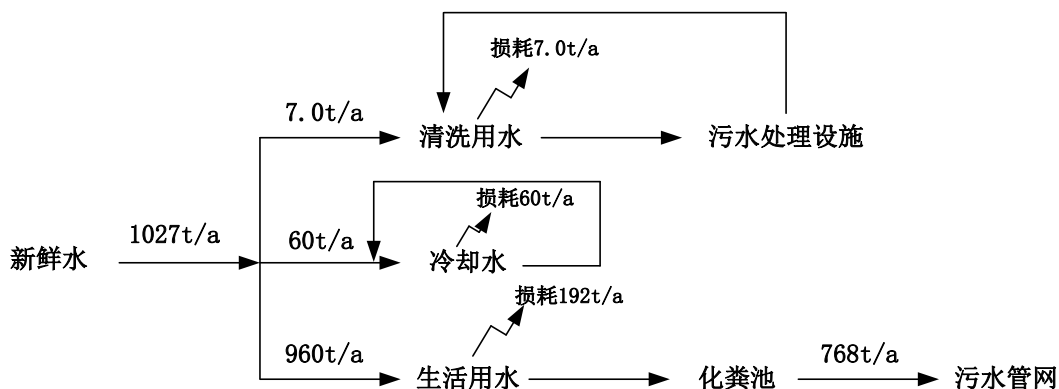 损耗7.0t/a
7.0t/a
清洗用水
污水处理设施
损耗60t/a
新鲜水
1027t/a
60t/a
冷却水
损耗192t/a
960t/a
生活用水
化粪池
768t/a
污水管网